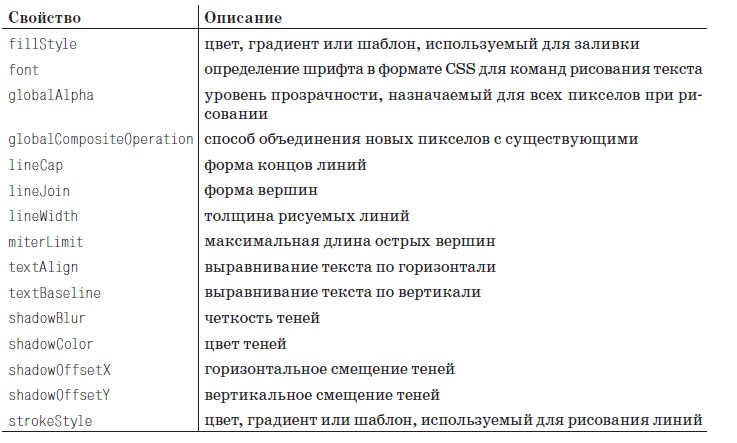 Свойство Описание
fillStyle цвет, градиент или шаблон, используемый для заливки
font определение шрифта в формате CSS для команд рисования текста
globalAlpha уровень прозрачности, назначаемый для всех пикселов при ри-
совании
globalCompositeOperation способ объединения новых пикселов с существующими
lineCap форма концов линий
lineJoin форма вершин
lineWidth толщина рисуемых линий
miterLimit максимальная длина острых вершин
textAlign выравнивание текста по горизонтали
textBaseline выравнивание текста по вертикали
shadowBlur четкость теней
shadowColor цвет теней
shadowOffsetX горизонтальное смещение теней
shadowOffsetY вертикальное смещение теней
strokeStyle цвет, градиент или шаблон, используемый для рисования линий